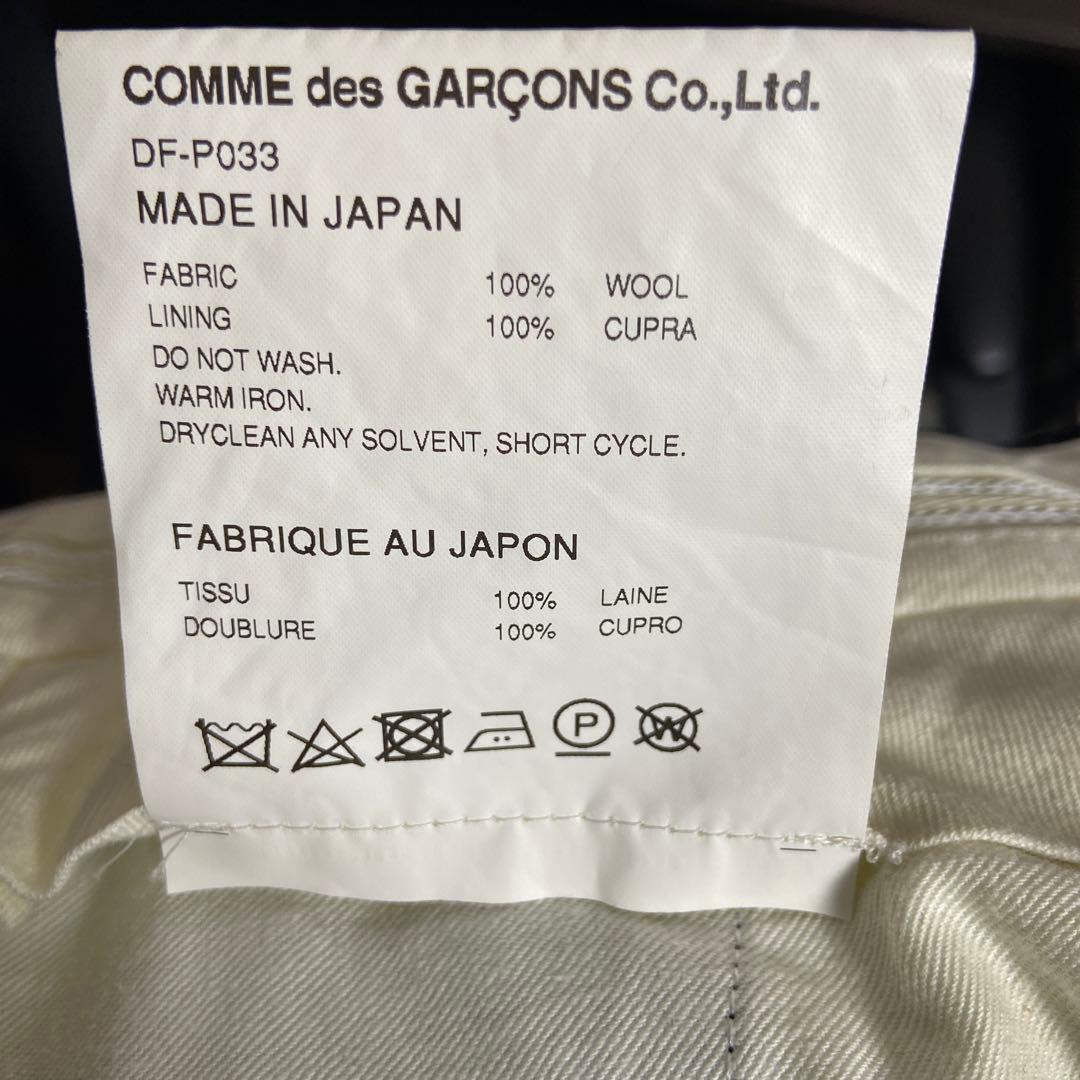 COMME des GARÇONS Co.,Ltd.
DF-P033
MADE IN JAPAN
FABRIC 100% WOOL
LINING 100% CUPRA
DO NOT WASH.
WARM IRON.
DRYCLEAN ANY SOLVENT, SHORT CYCLE.
FABRIQUE AU JAPON
TISSU 100% LAINE
DOUBLURE 100% CUPRO
P W